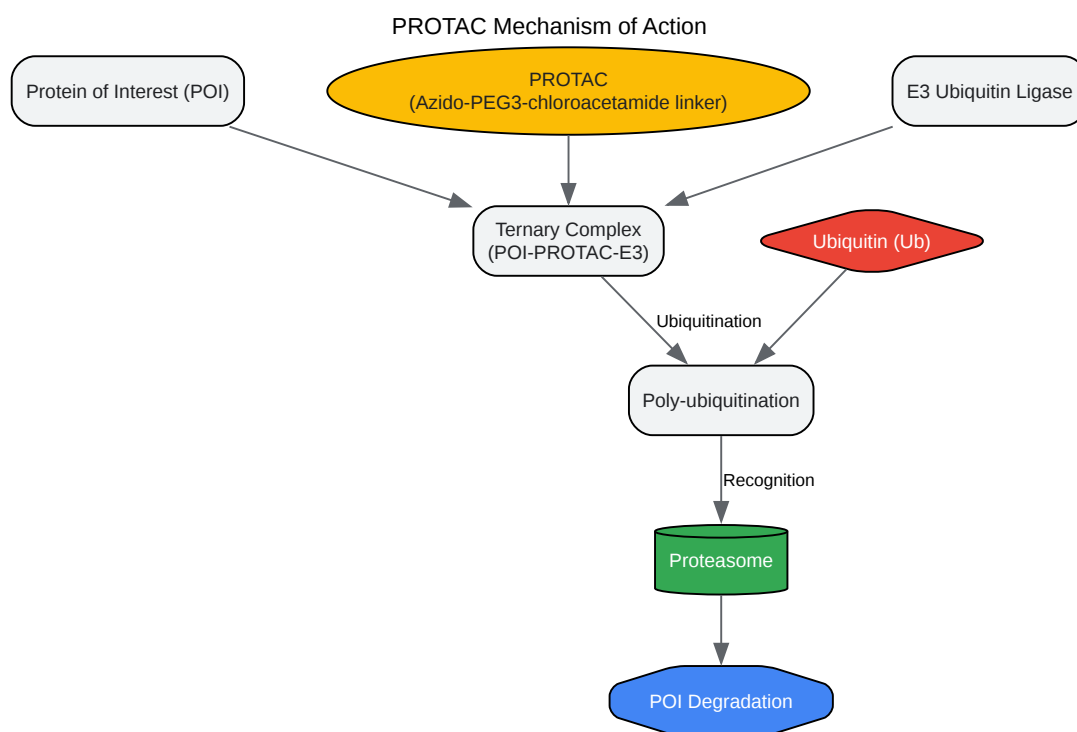 PROTAC Mechanism of Action
Protein of Interest (POI)
PROTAC
(Azido-PEG3-chloroacetamide linker)
E3 Ubiquitin Ligase
Ternary Complex
(POI-PROTAC-E3)
Ubiquitin (Ub)
Ubiquitination
Poly-ubiquitination
Recognition
Proteasome
POI Degradation